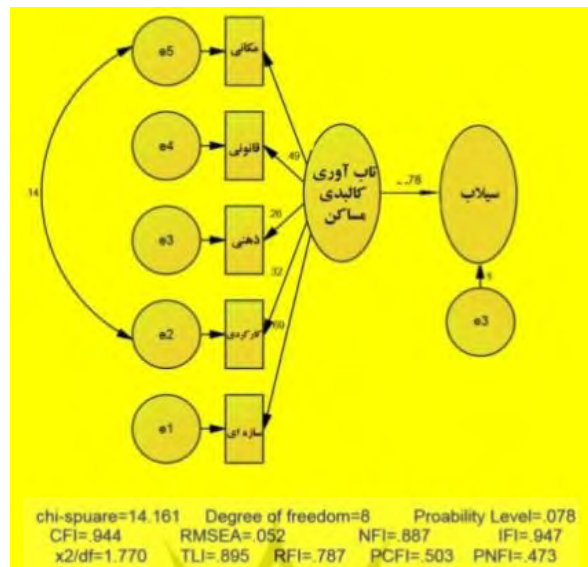 e5
مکانی
e4
قانونی
.49
تاب آوری
کالبدی
مساکن
-.78
سیلاب
.14
e3
ذهنی
.26
e2
کارکردی
.32
e3
.69
e1
سازه ای
chi-spuare=14.161 Degree of freedom=8 Proability Level=.078
CFI=.944 RMSEA=.052 NFI=.887 IFI=.947
x2/df=1.770 TLI=.895 RFI=.787 PCFI=.503 PNFI=.473